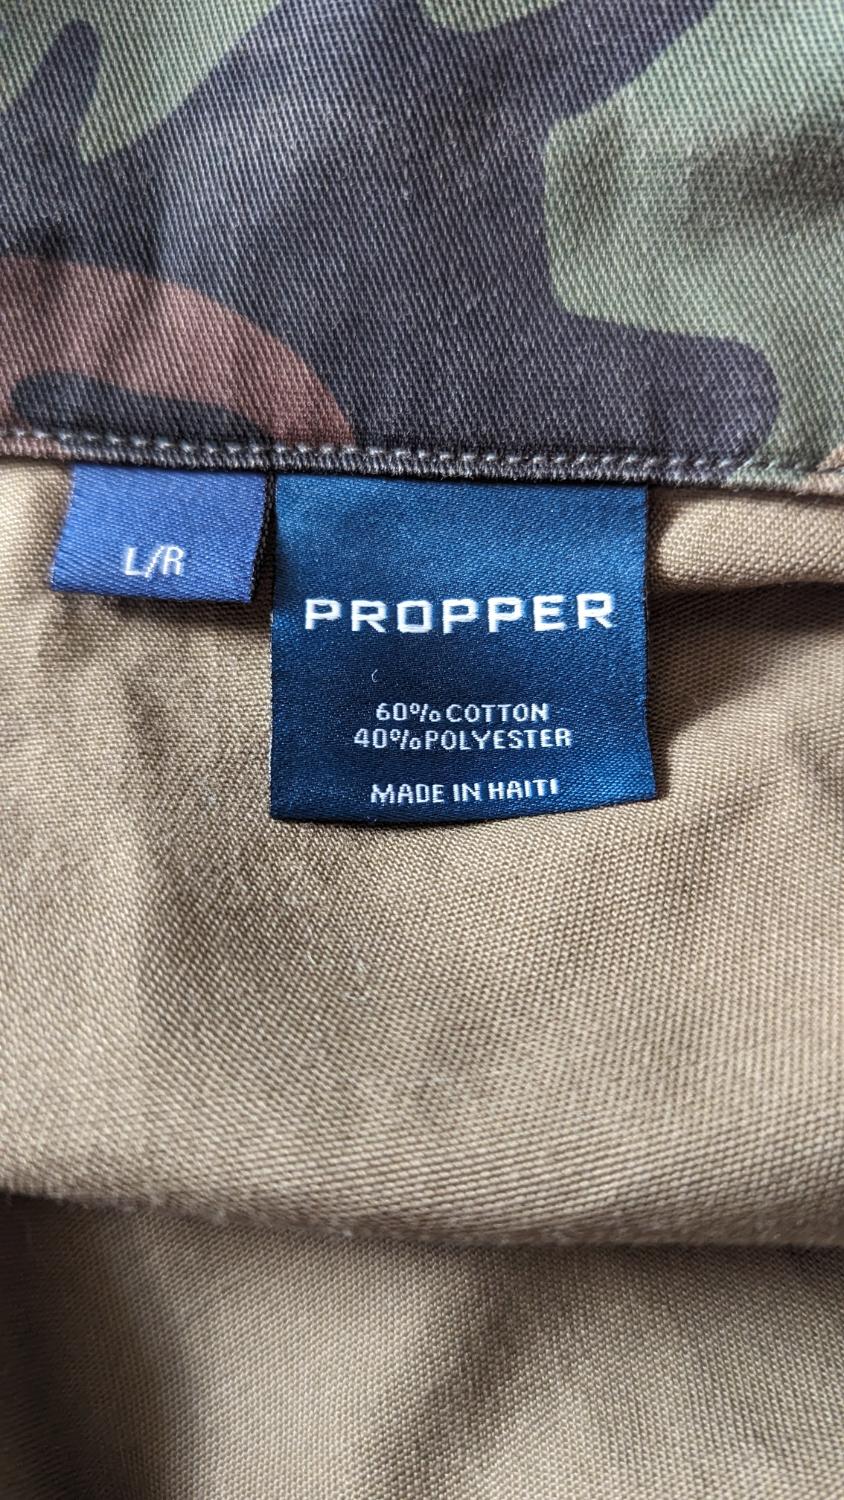 L/R
PROPPER
60% COTTON
40% POLYESTER
MADE IN HAITI